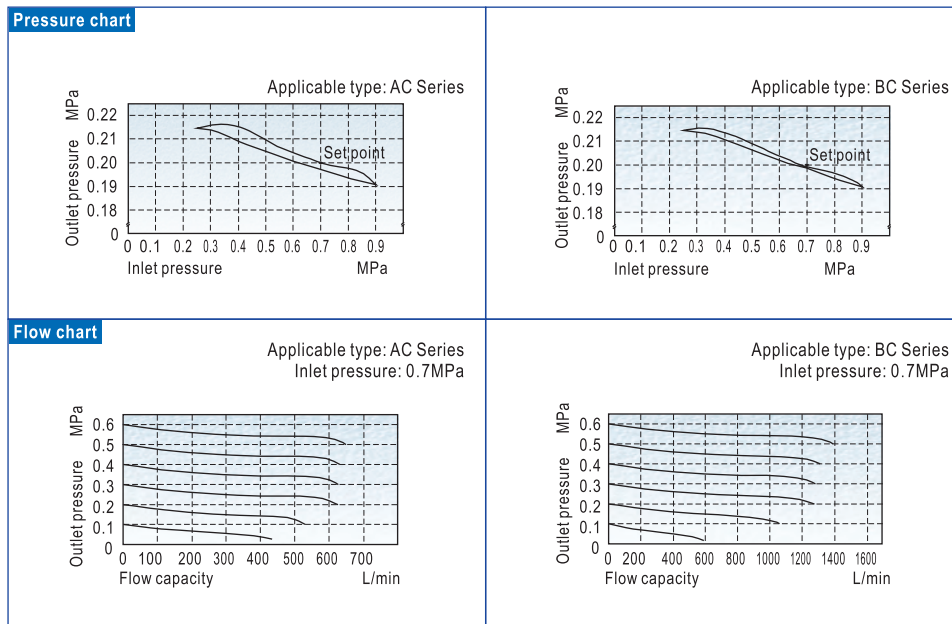 Pressure chart
Applicable type: AC Series
Outlet pressure MPa
0.22
0.21
0.20
0.19
0.18
0
Set point
0 0.1 0.2 0.3 0.4 0.5 0.6 0.7 0.8 0.9
Inlet pressure MPa
Applicable type: BC Series
Outlet pressure MPa
0.22
0.21
0.20
0.19
0.18
0
Set point
0 0.1 0.2 0.3 0.4 0.5 0.6 0.7 0.8 0.9
Inlet pressure MPa
Flow chart
Applicable type: AC Series
Inlet pressure: 0.7MPa
Outlet pressure MPa
0.6
0.5
0.4
0.3
0.2
0.1
0
0 100 200 300 400 500 600 700
Flow capacity L/min
Applicable type: BC Series
Inlet pressure: 0.7MPa
Outlet pressure MPa
0.6
0.5
0.4
0.3
0.2
0.1
0
0 200 400 600 800 1000 1200 1400 1600
Flow capacity L/min